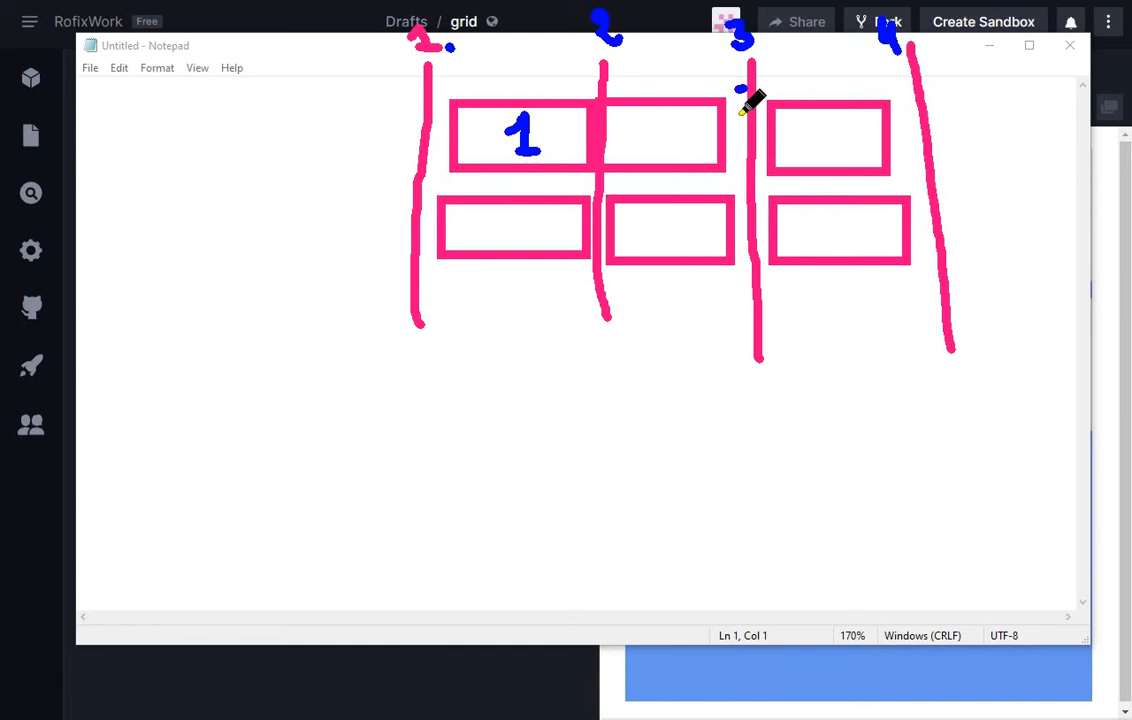 RofixWork Free Drafts / grid Share Fork Create Sandbox
1. 2 3 4
Untitled - Notepad
File Edit Format View Help
1
Ln 1, Col 1 170% Windows (CRLF) UTF-8